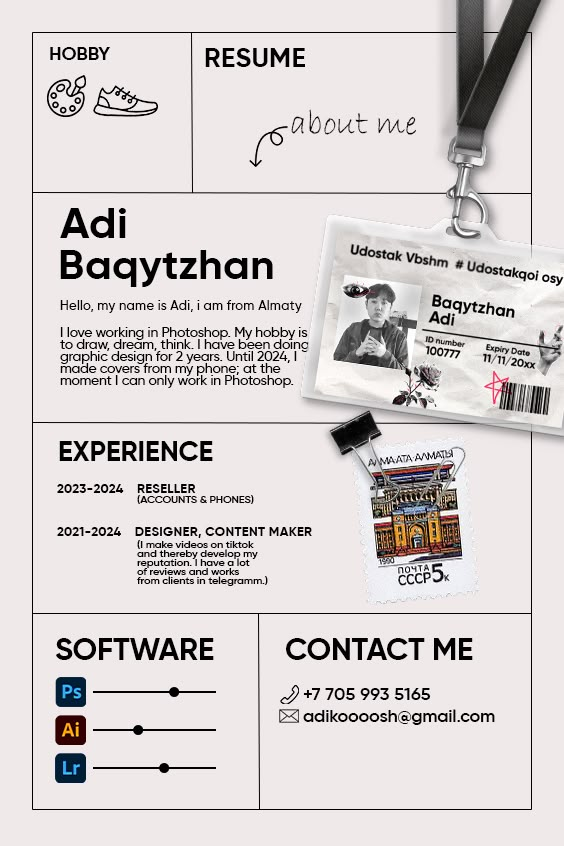 HOBBY
RESUME
about me
Adi
Baqytzhan
Hello, my name is Adi, i am from Almaty
I love working in Photoshop. My hobby is
to draw, dream, think. I have been doing
graphic design for 2 years. Until 2024, I
made covers from my phone; at the
moment I can only work in Photoshop.
Udostak Vbshm # Udostakqoi osy
Baqytzhan
Adi
ID number
100777
Expiry Date
11/11/20xx
EXPERIENCE
2023-2024 RESELLER
(ACCOUNTS & PHONES)
2021-2024 DESIGNER, CONTENT MAKER
(I make videos on tiktok
and thereby develop my
reputation. I have a lot
of reviews and works
from clients in telegramm.)
АЛМА-АТА·АЛМАТЫ
1990
ПОЧТА
СССР 5к
SOFTWARE
Ps
Ai
Lr
CONTACT ME
+7 705 993 5165
adikoooosh@gmail.com